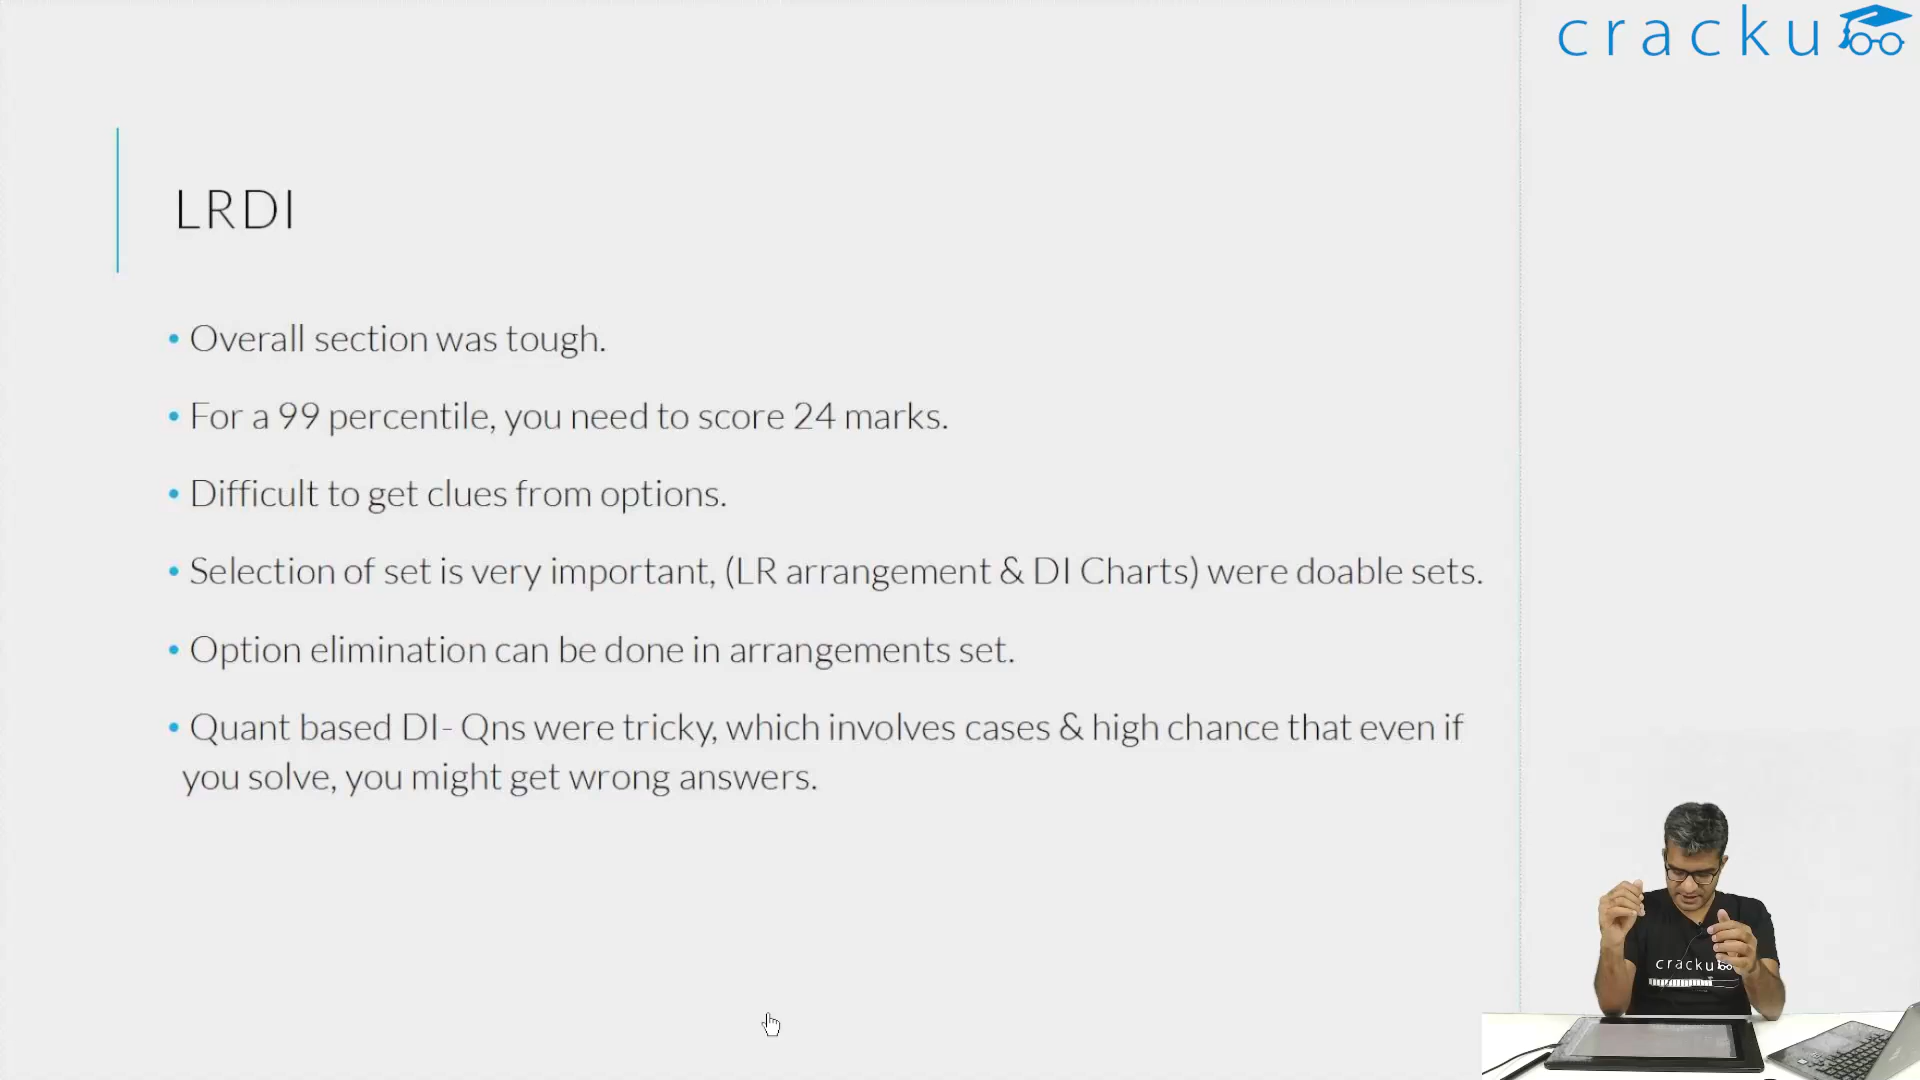 cracku
LRDI
• Overall section was tough.
• For a 99 percentile, you need to score 24 marks.
• Difficult to get clues from options.
• Selection of set is very important, (LR arrangement & DI Charts) were doable sets.
• Option elimination can be done in arrangements set.
• Quant based DI- Qns were tricky, which involves cases & high chance that even if
you solve, you might get wrong answers.
cracku